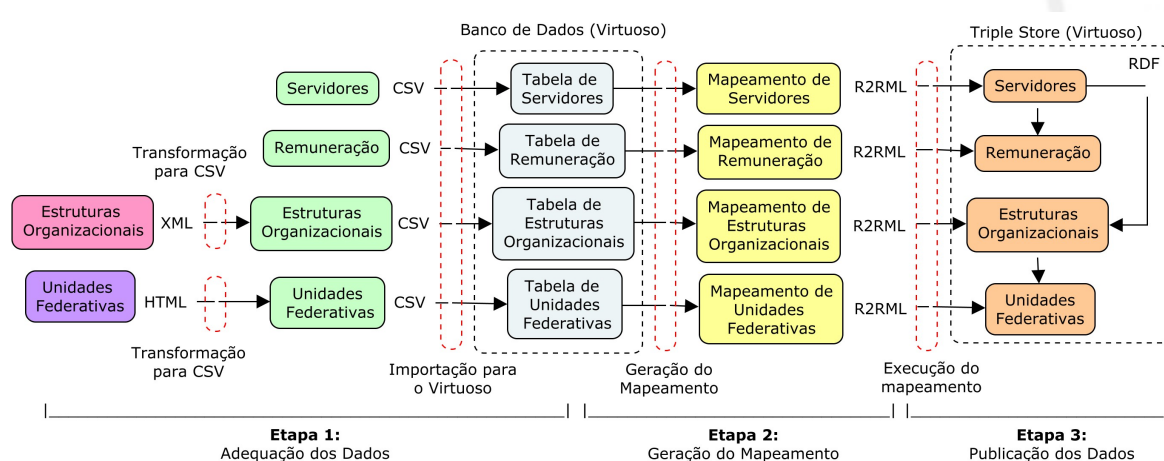 Banco de Dados (Virtuoso)
Triple Store (Virtuoso)
RDF
Servidores
CSV
Tabela de
Servidores
Mapeamento de
Servidores
R2RML
Servidores
Transformação
para CSV
Remuneração
CSV
Tabela de
Remuneração
Mapeamento de
Remuneração
R2RML
Remuneração
Estruturas
Organizacionais
XML
Estruturas
Organizacionais
CSV
Tabela de
Estruturas
Organizacionais
Mapeamento de
Estruturas
Organizacionais
R2RML
Estruturas
Organizacionais
Unidades
Federativas
HTML
Unidades
Federativas
CSV
Tabela de
Unidades
Federativas
Mapeamento de
Unidades
Federativas
R2RML
Unidades
Federativas
Transformação
para CSV
Importação para
o Virtuoso
Geração do
Mapeamento
Execução do
mapeamento
Etapa 1:
Adequação dos Dados
Etapa 2:
Geração do Mapeamento
Etapa 3:
Publicação dos Dados